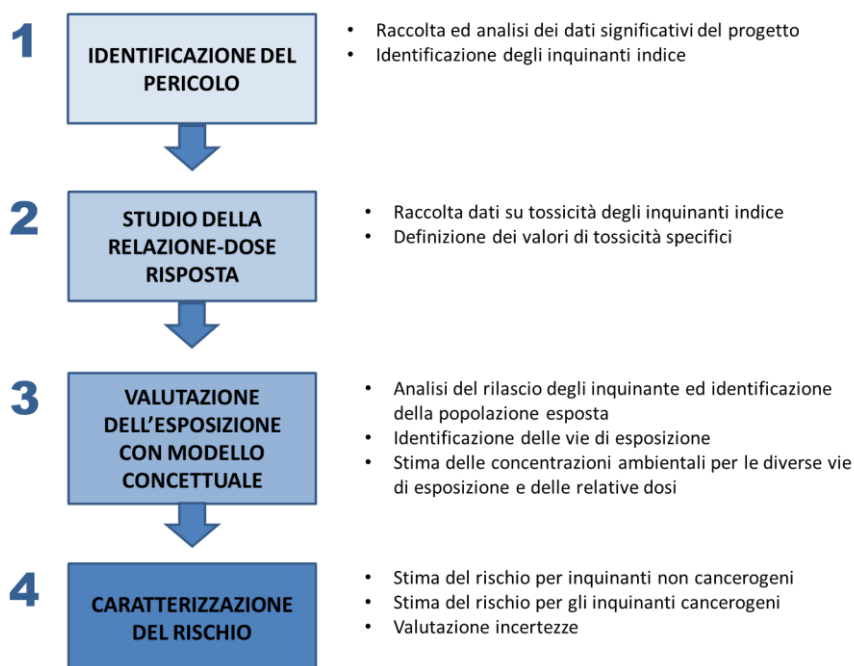 1
IDENTIFICAZIONE DEL
PERICOLO
• Raccolta ed analisi dei dati significativi del progetto
• Identificazione degli inquinanti indice
2
STUDIO DELLA
RELAZIONE-DOSE
RISPOSTA
• Raccolta dati su tossicità degli inquinanti indice
• Definizione dei valori di tossicità specifici
3
VALUTAZIONE
DELL'ESPOSIZIONE
CON MODELLO
CONCETTUALE
• Analisi del rilascio degli inquinante ed identificazione
della popolazione esposta
• Identificazione delle vie di esposizione
• Stima delle concentrazioni ambientali per le diverse vie
di esposizione e delle relative dosi
4
CARATTERIZZAZIONE
DEL RISCHIO
• Stima del rischio per inquinanti non cancerogeni
• Stima del rischio per gli inquinanti cancerogeni
• Valutazione incertezze